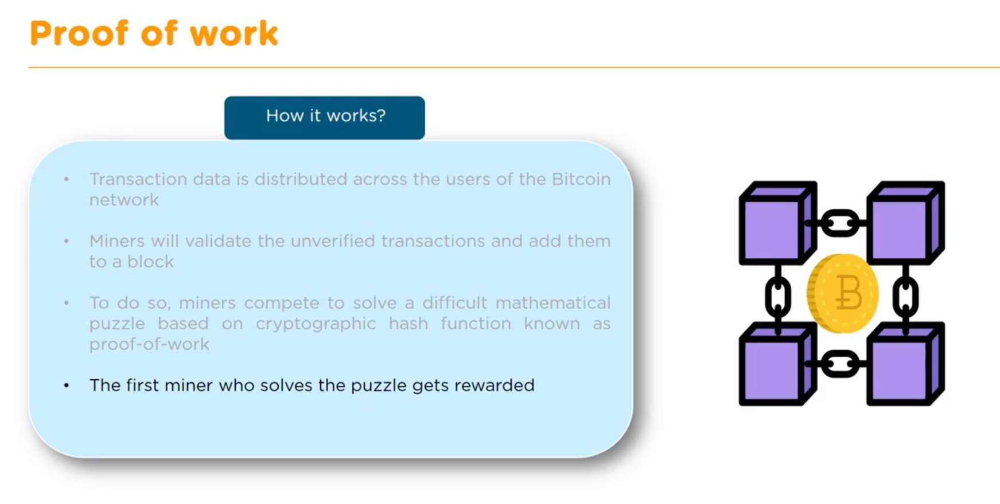 Proof of work
How it works?
• Transaction data is distributed across the users of the Bitcoin
network
• Miners will validate the unverified transactions and add them
to a block
• To do so, miners compete to solve a difficult mathematical
puzzle based on cryptographic hash function known as
proof-of-work
• The first miner who solves the puzzle gets rewarded